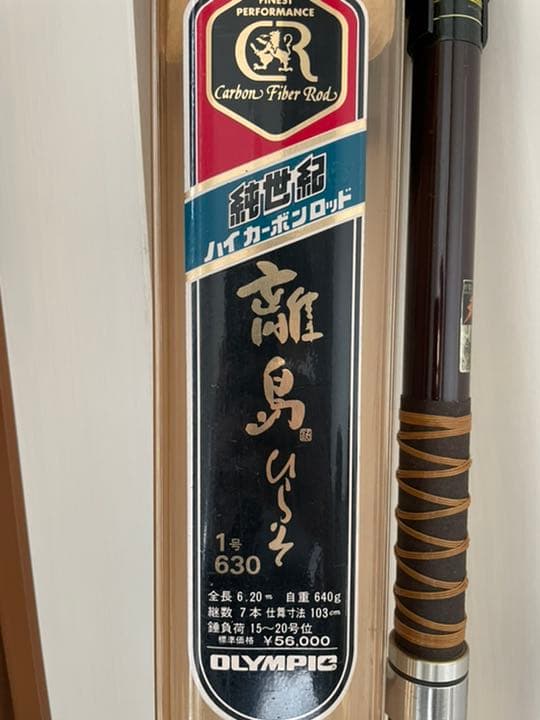 FINEST
PERFORMANCE
CR
Carbon Fiber Rod
純世紀
ハイカーボンロッド
離島
ひらそ
1号
630
全長 6.20m 自重 640g
継数 7本 仕舞寸法 103cm
錘負荷 15〜20号位
標準価格 ¥56,000
OLYMPIC